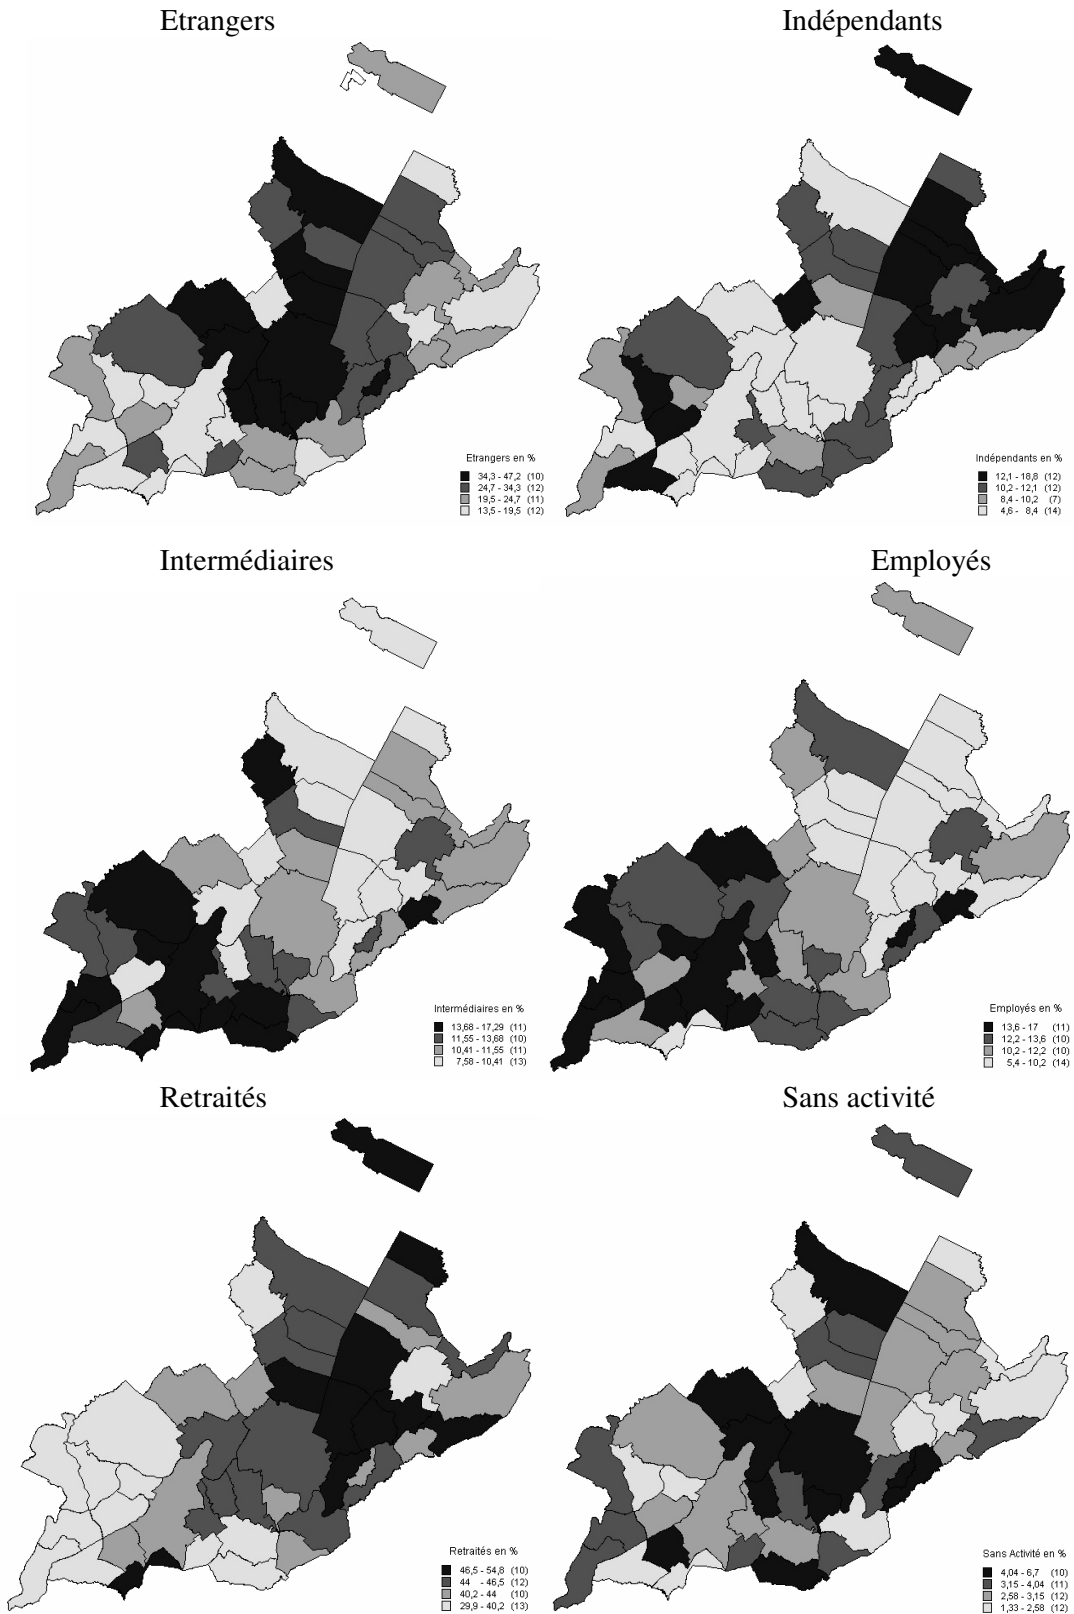 Etrangers
Indépendants
Etrangers en %
34,3 - 47,2 (10)
24,7 - 34,3 (12)
19,5 - 24,7 (11)
13,5 - 19,5 (12)
Indépendants en %
12,1 - 18,8 (12)
10,2 - 12,1 (12)
8,4 - 10,2 (7)
4,6 - 8,4 (14)
Intermédiaires
Employés
Intermédiaires en %
13,68 - 17,29 (11)
11,55 - 13,68 (10)
10,41 - 11,55 (11)
7,58 - 10,41 (13)
Employés en %
13,6 - 17 (11)
12,2 - 13,6 (10)
10,2 - 12,2 (10)
5,4 - 10,2 (14)
Retraités
Sans activité
Retraités en %
46,5 - 54,8 (10)
44 - 46,5 (12)
40,2 - 44 (10)
29,9 - 40,2 (13)
Sans Activité en %
4,04 - 6,7 (10)
3,15 - 4,04 (11)
2,58 - 3,15 (12)
1,33 - 2,58 (12)